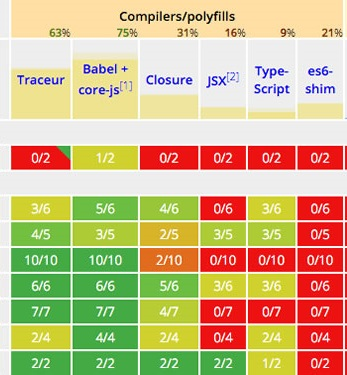 Compilers/polyfills
63% 75% 31% 16% 9% 21%
Traceur Babel + core-js[1] Closure JSX[2] Type-Script es6-shim
0/2 1/2 0/2 0/2 0/2 0/2
3/6 5/6 4/6 0/6 3/6 0/6
4/5 3/5 2/5 3/5 3/5 0/5
10/10 10/10 2/10 0/10 0/10 0/10
6/6 6/6 5/6 3/6 3/6 0/6
7/7 7/7 4/7 0/7 0/7 0/7
2/4 4/4 2/4 0/4 2/4 0/4
2/2 2/2 2/2 2/2 1/2 0/2